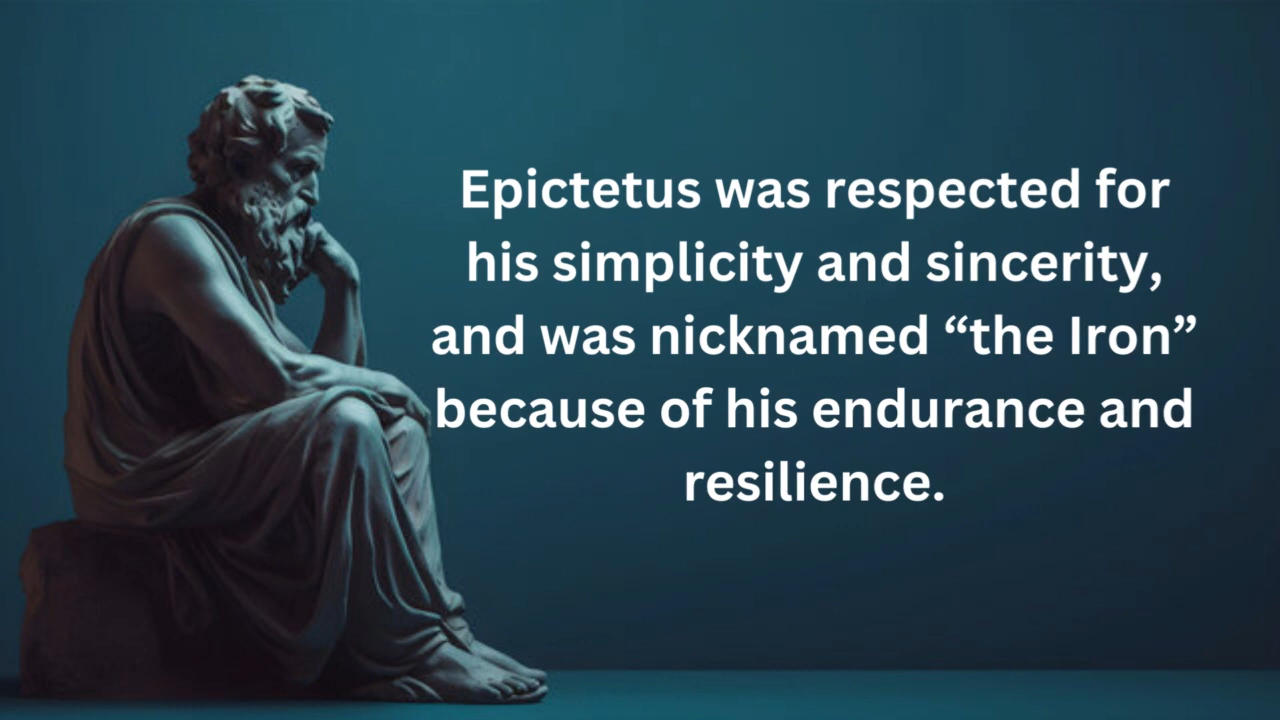 Epictetus was respected for
his simplicity and sincerity,
and was nicknamed “the Iron”
because of his endurance and
resilience.